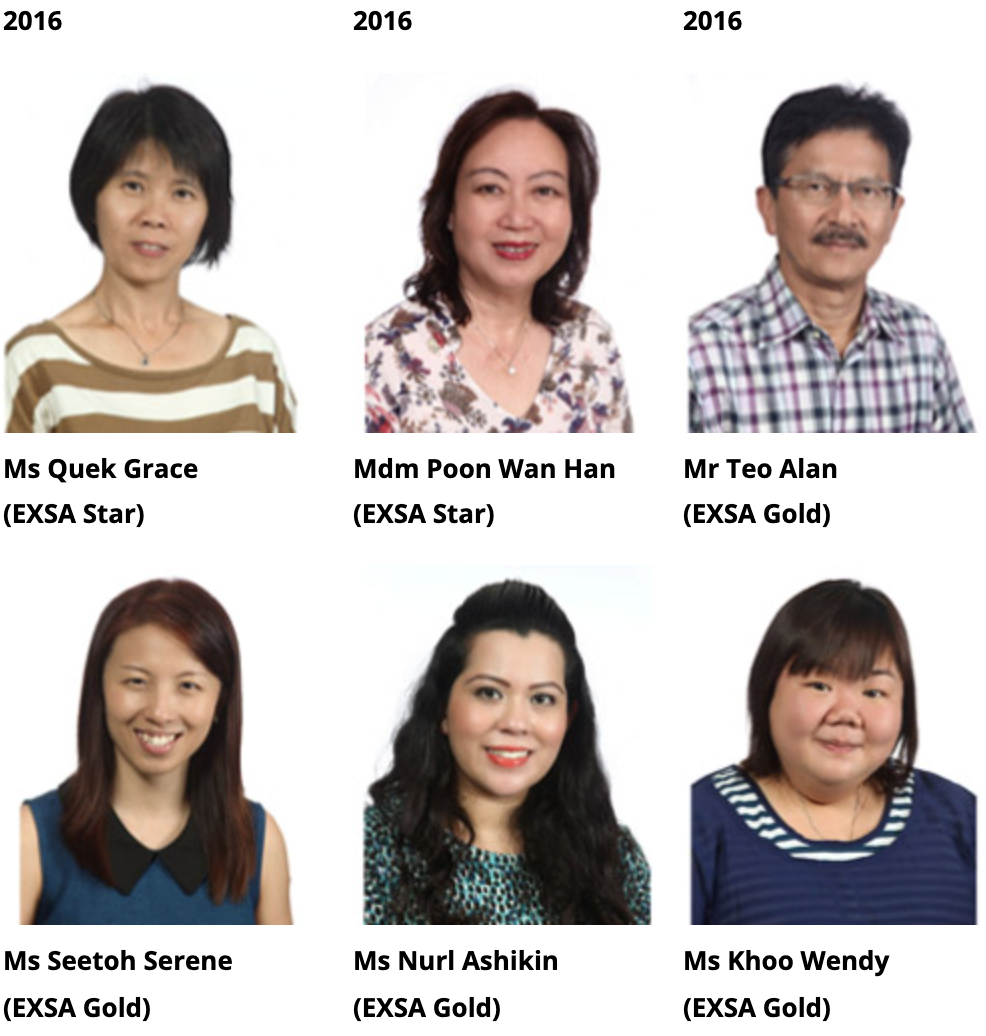 2016
2016
2016
Ms Quek Grace
(EXSA Star)
Mdm Poon Wan Han
(EXSA Star)
Mr Teo Alan
(EXSA Gold)
Ms Seetoh Serene
(EXSA Gold)
Ms Nurl Ashikin
(EXSA Gold)
Ms Khoo Wendy
(EXSA Gold)